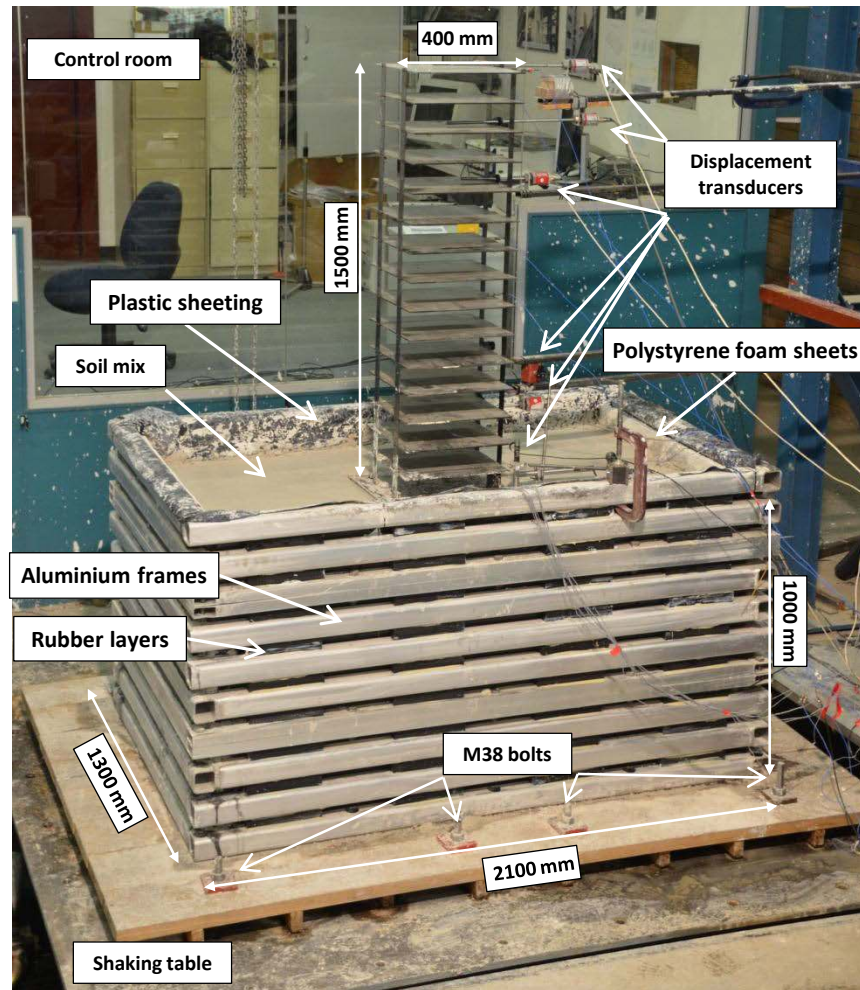 400 mm
Control room
Displacement
transducers
1500 mm
Plastic sheeting
Polystyrene foam sheets
Soil mix
Aluminium frames
1000 mm
Rubber layers
1300 mm
M38 bolts
2100 mm
Shaking table